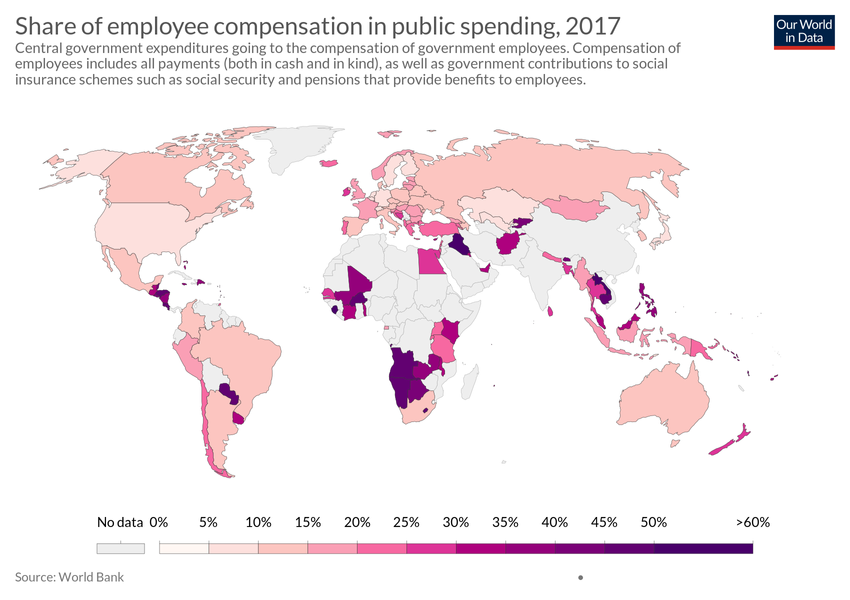 Share of employee compensation in public spending, 2017
Our World
in Data
Central government expenditures going to the compensation of government employees. Compensation of
employees includes all payments (both in cash and in kind), as well as government contributions to social
insurance schemes such as social security and pensions that provide benefits to employees.
No data 0% 5% 10% 15% 20% 25% 30% 35% 40% 45% 50% >60%
Source: World Bank